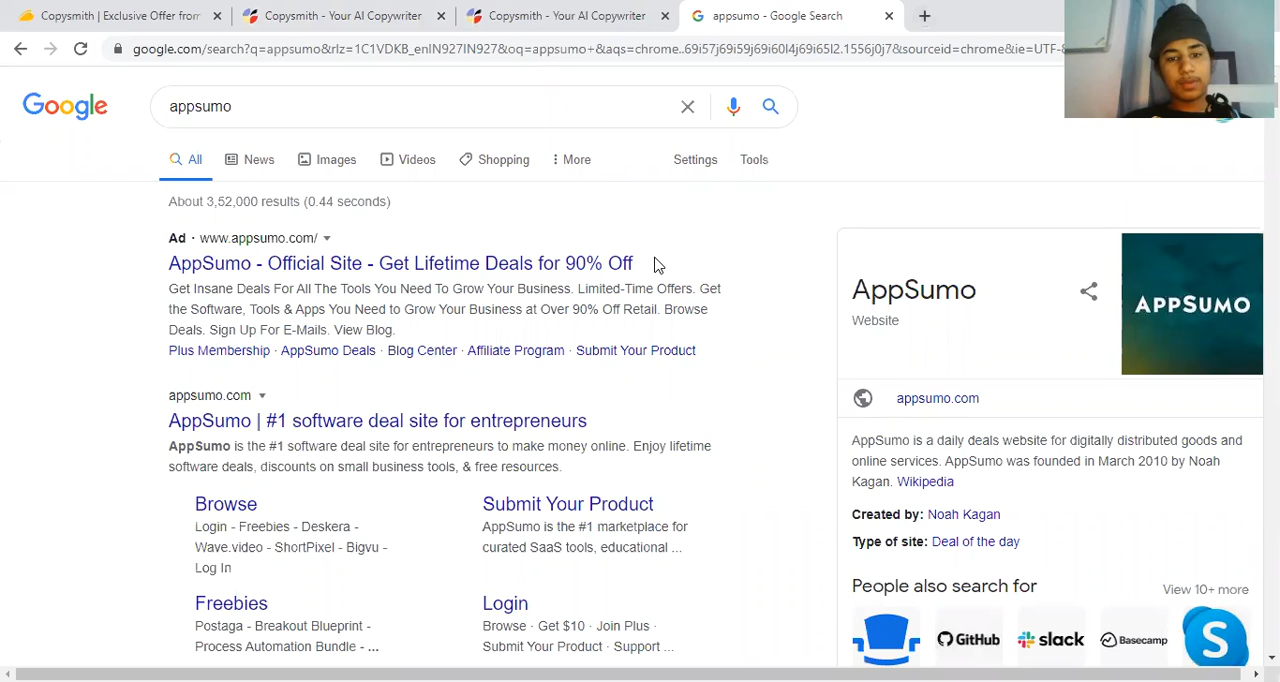 Copysmith | Exclusive Offer from
Copysmith - Your AI Copywriter
Copysmith - Your AI Copywriter
appsumo - Google Search
google.com/search?q=appsumo&rlz=1C1VDKB_enIN927IN927&oq=appsumo+&aqs=chrome..69i57j69i59j69i60l4j69i65l2.1556j0j7&sourceid=chrome&ie=UTF-8
Google
appsumo
All
News
Images
Videos
Shopping
More
Settings
Tools
About 3,52,000 results (0.44 seconds)
Ad · www.appsumo.com/
AppSumo - Official Site - Get Lifetime Deals for 90% Off
Get Insane Deals For All The Tools You Need To Grow Your Business. Limited-Time Offers. Get
the Software, Tools & Apps You Need to Grow Your Business at Over 90% Off Retail. Browse
Deals. Sign Up For E-Mails. View Blog.
Plus Membership · AppSumo Deals · Blog Center · Affiliate Program · Submit Your Product
appsumo.com
AppSumo | #1 software deal site for entrepreneurs
AppSumo is the #1 software deal site for entrepreneurs to make money online. Enjoy lifetime
software deals, discounts on small business tools, & free resources.
Browse
Login - Freebies - Deskera -
Wave.video - ShortPixel - Bigvu -
Log In
Submit Your Product
AppSumo is the #1 marketplace for
curated SaaS tools, educational ...
Freebies
Postaga - Breakout Blueprint -
Process Automation Bundle - ...
Login
Browse · Get $10 · Join Plus ·
Submit Your Product · Support ...
AppSumo
Website
APPSUMO
appsumo.com
AppSumo is a daily deals website for digitally distributed goods and
online services. AppSumo was founded in March 2010 by Noah
Kagan. Wikipedia
Created by: Noah Kagan
Type of site: Deal of the day
People also search for
View 10+ more
GitHub
slack
Basecamp
S